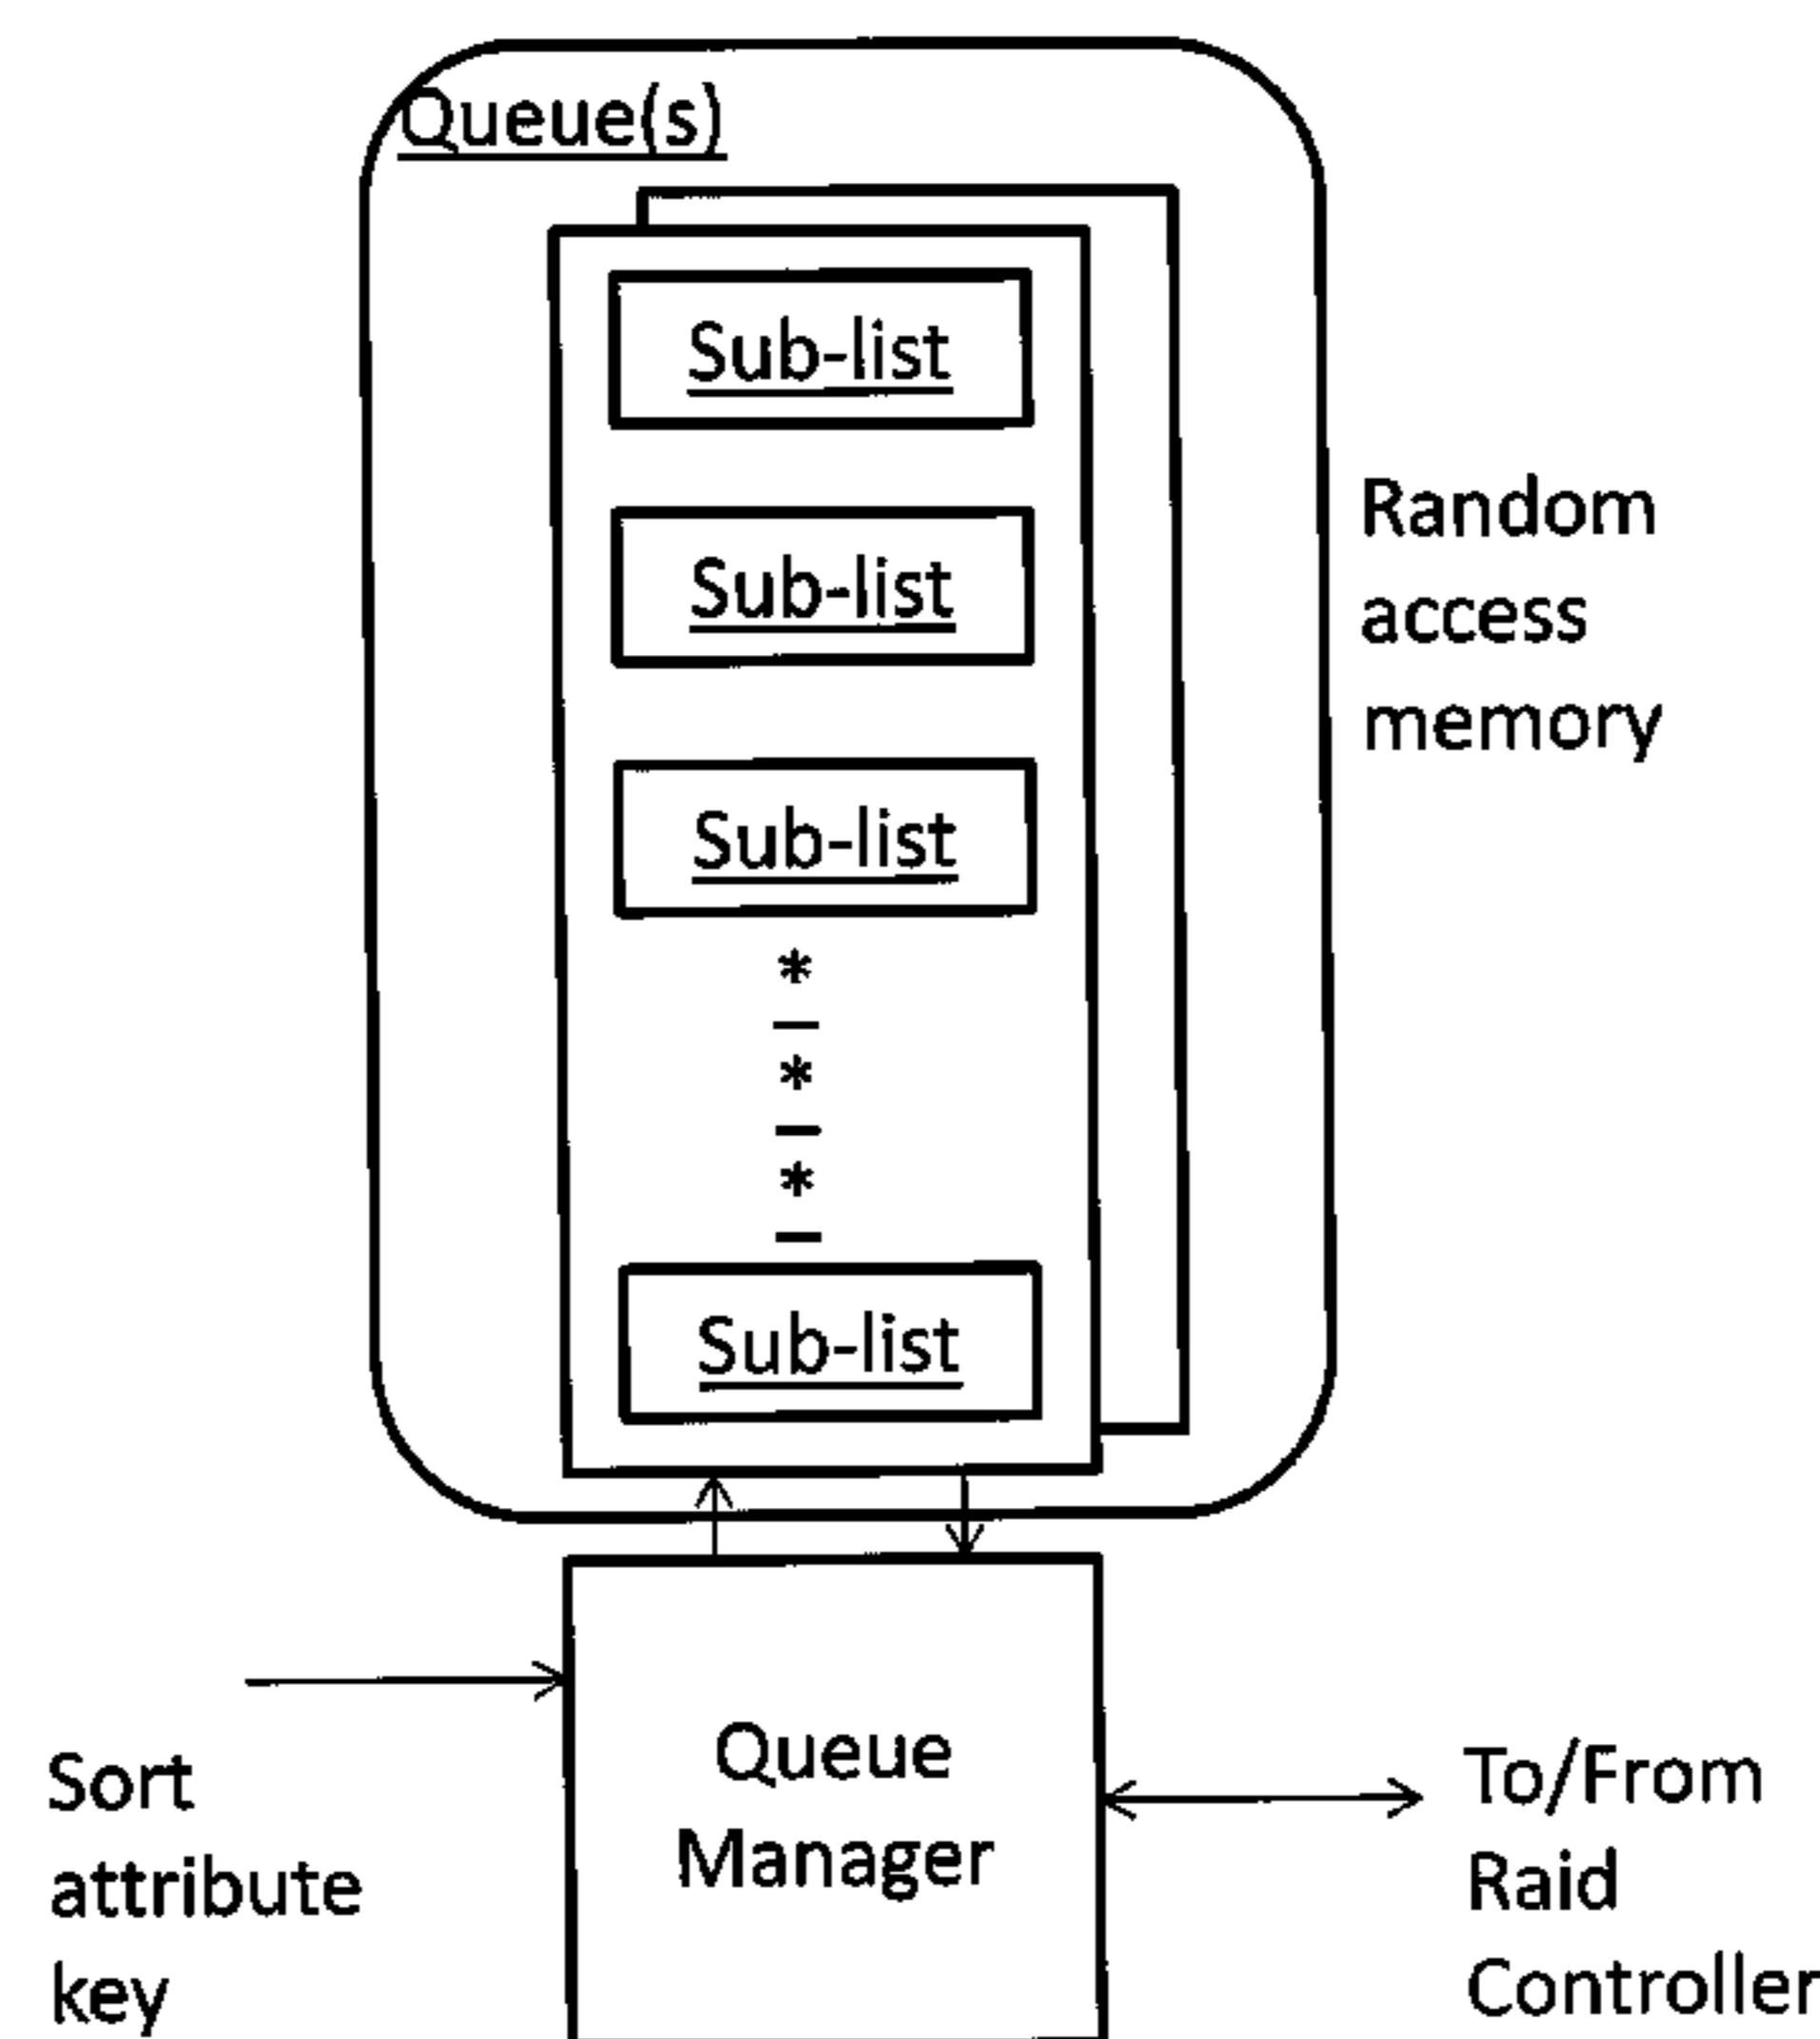 Queue(s)
Sub-list
Sub-list
Sub-list
*
_
*
_
*
_
Sub-list
Random
access
memory
Queue
Manager
Sort
attribute
key
To/From
Raid
Controller